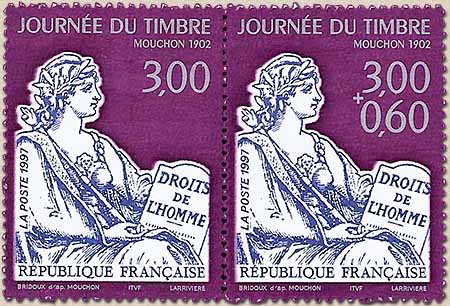 JOURNÉE DU TIMBRE
MOUCHON 1902
3,00
LA POSTE 1997
DROITS
DE
L'HOMME
RÉPUBLIQUE FRANÇAISE
BRIDOUX d'ap. MOUCHON ITVF LARRIVIÈRE
JOURNÉE DU TIMBRE
MOUCHON 1902
3,00
+0,60
LA POSTE 1997
DROITS
DE
L'HOMME
RÉPUBLIQUE FRANÇAISE
BRIDOUX d'ap. MOUCHON ITVF LARRIVIÈRE